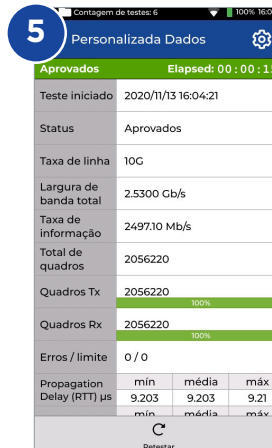 Contagem de testes: 6 100% 16:0
5 Personalizada Dados
Aprovados Elapsed: 00:00:1
Teste iniciado 2020/11/13 16:04:21
Status Aprovados
Taxa de linha 10G
Largura de
banda total 2.5300 Gb/s
Taxa de
informação 2497.10 Mb/s
Total de
quadros 2056220
Quadros Tx 2056220
100%
Quadros Rx 2056220
100%
Erros / limite 0 / 0
Propagation
Delay (RTT) µs
mín média máx
9.203 9.203 9.21
mín média máx
Retestar